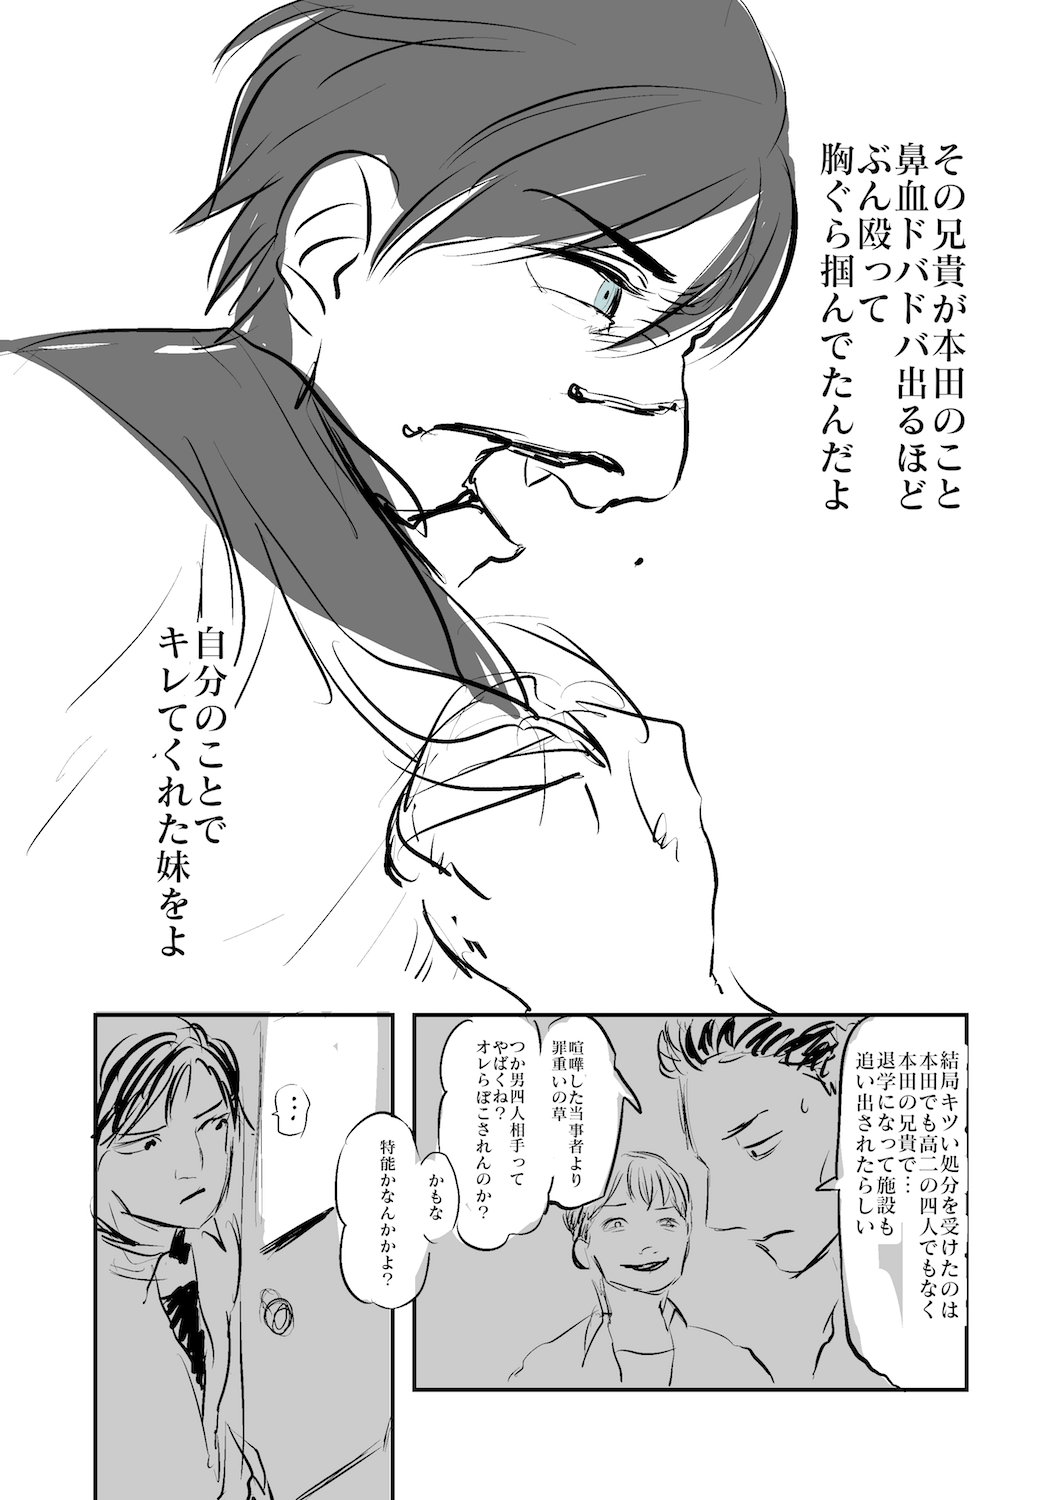 その兄貴が本田のこと
鼻血ドバドバ出るほど
ぶん殴って
胸ぐら掴んでたんだよ
自分のことで
キレてくれた妹をよ
結局キツい処分を受けたのは
本田でも高二の四人でもなく
本田の兄貴で…
退学になって施設も
追い出されたらしい
喧嘩した当事者より
罪重いの草
つか男四人相手って
やばくね？
オレらぼこされんのか？
かもな
特能かなんかかよ？
…